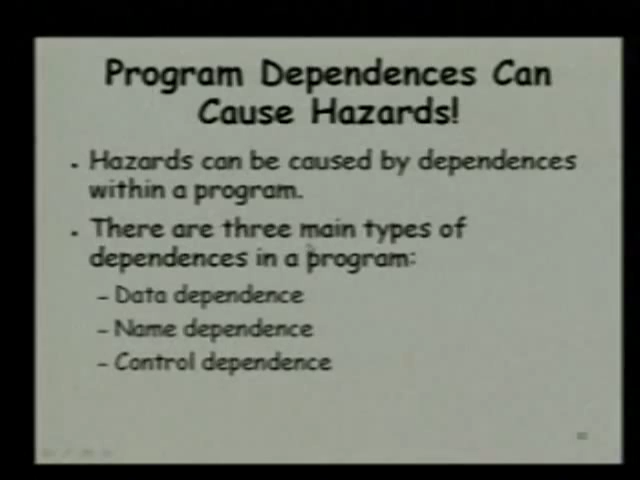 Program Dependences Can
Cause Hazards!
. Hazards can be caused by dependences
within a program.
. There are three main types of
dependences in a program:
- Data dependence
- Name dependence
- Control dependence